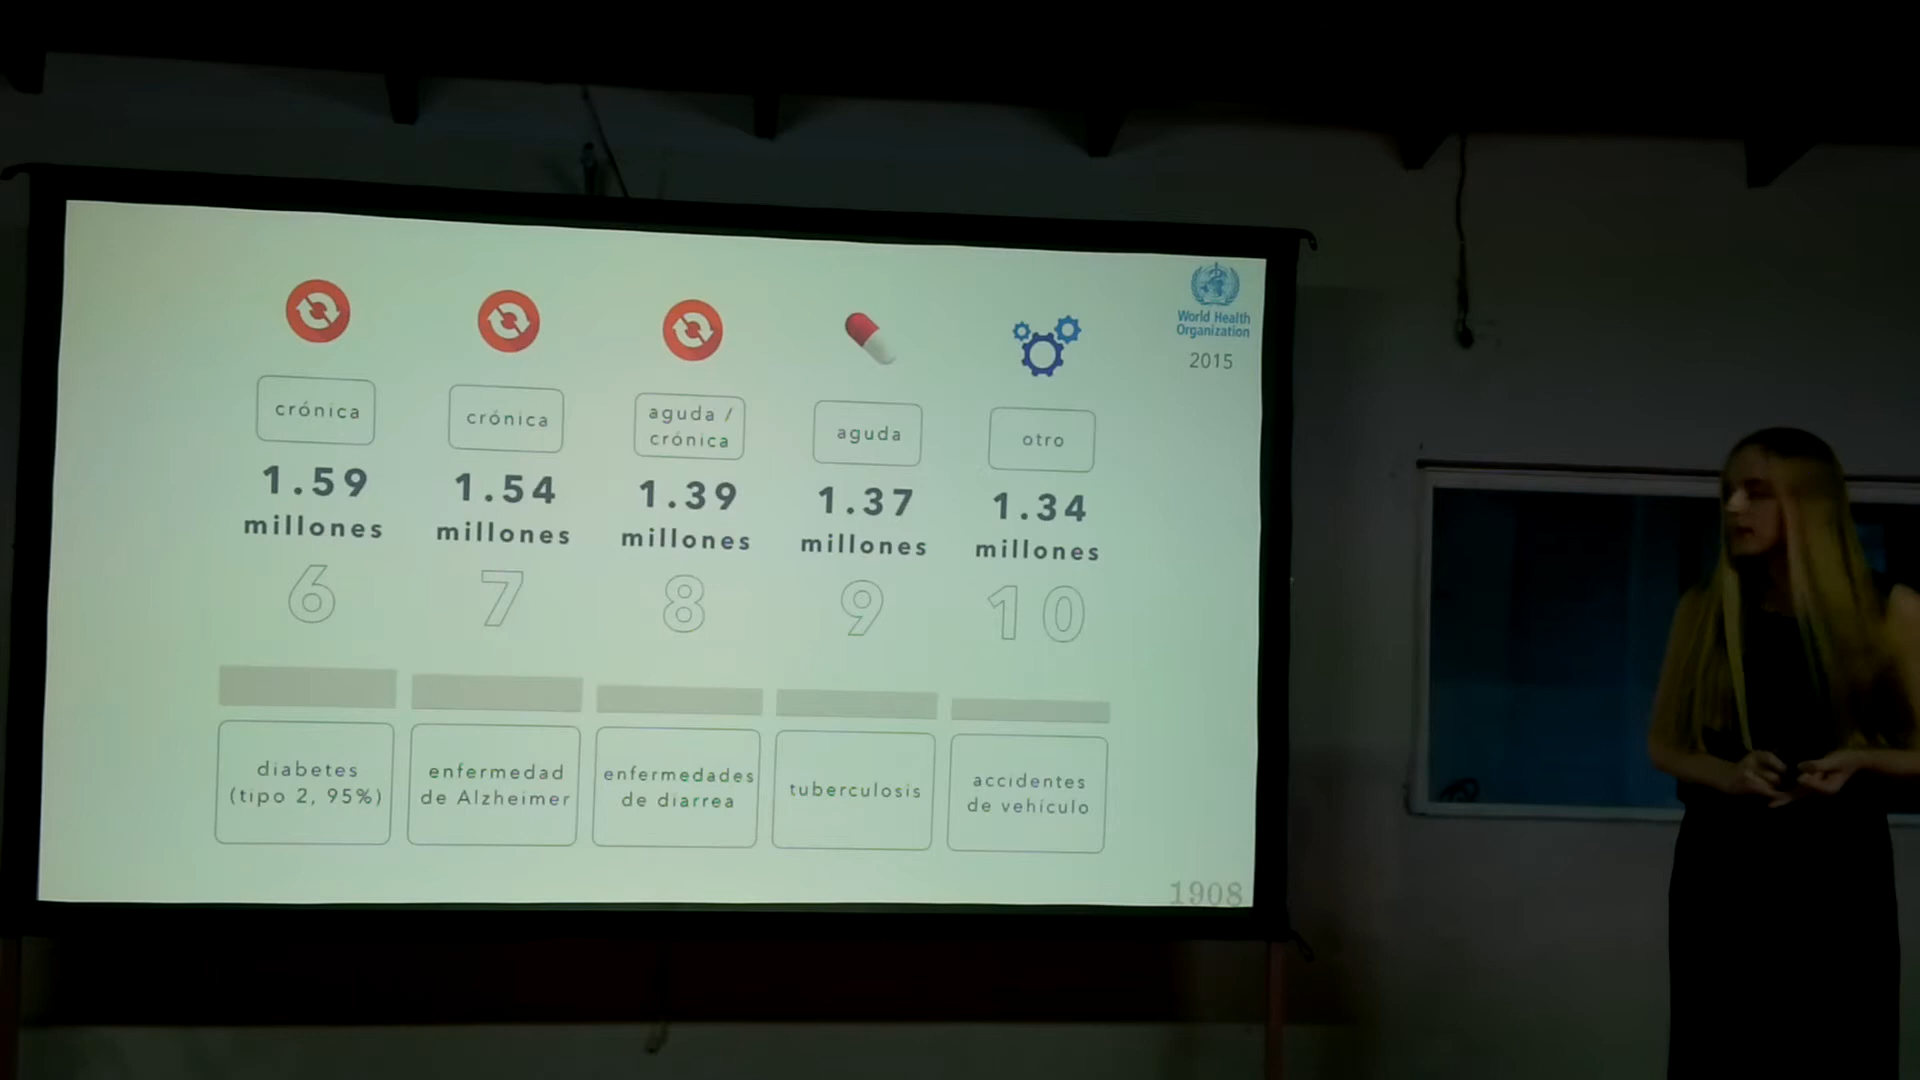 World Health
Organization
2015
crónica
crónica
aguda /
crónica
aguda
otro
1.59
millones
1.54
millones
1.39
millones
1.37
millones
1.34
millones
6
7
8
9
10
diabetes
(tipo 2, 95%)
enfermedad
de Alzheimer
enfermedades
de diarrea
tuberculosis
accidentes
de vehículo
1908